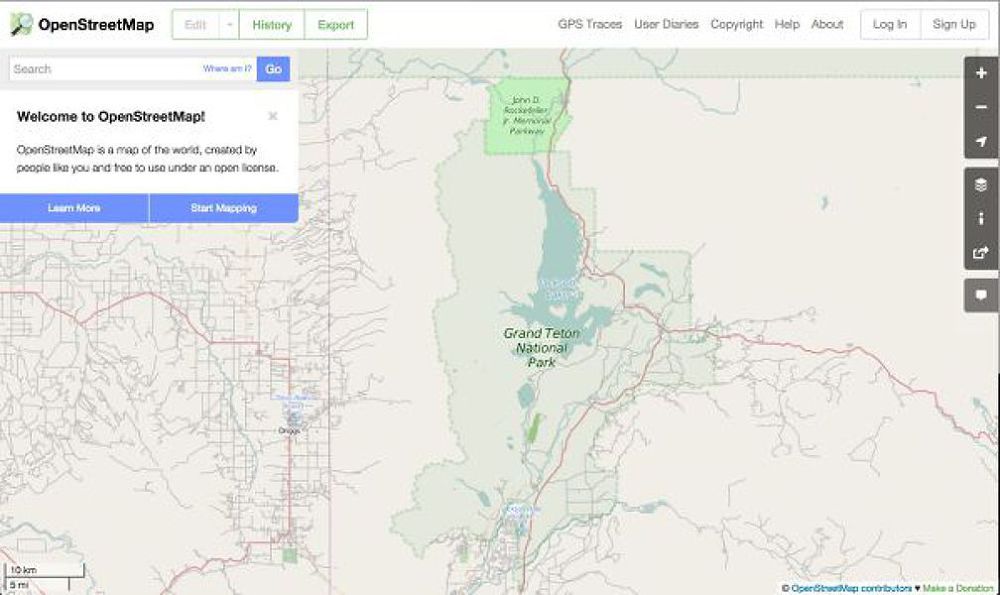 OpenStreetMap
Edit
History
Export
GPS Traces
User Diaries
Copyright
Help
About
Log In
Sign Up
Search
Where am I?
Go
Welcome to OpenStreetMap!
×
OpenStreetMap is a map of the world, created by
people like you and free to use under an open license.
Learn More
Start Mapping
John D.
Rockefeller
Jr. Memorial
Parkway
Jackson
Lake
Grand Teton
National
Park
Driggs
10 km
5 mi
© OpenStreetMap contributors ♥ Make a Donation